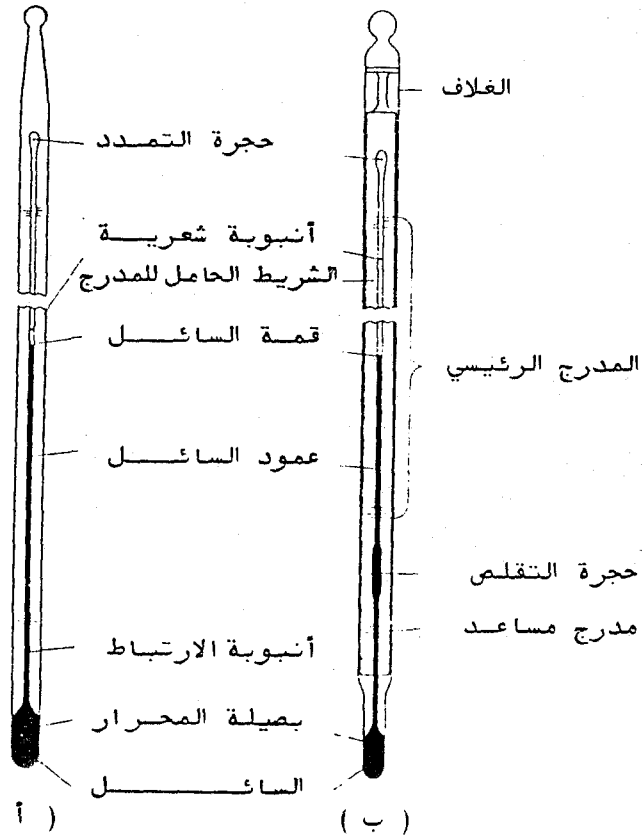 الغلاف
حجرة التمدد
أنبوبة شعرية
الشريط الحامل للمدرج
قمة السائل
المدرج الرئيسي
عمود السائل
حجرة التقلص
مدرج مساعد
أنبوبة الارتباط
بصيلة المحرار
السائل
( ب )
( أ